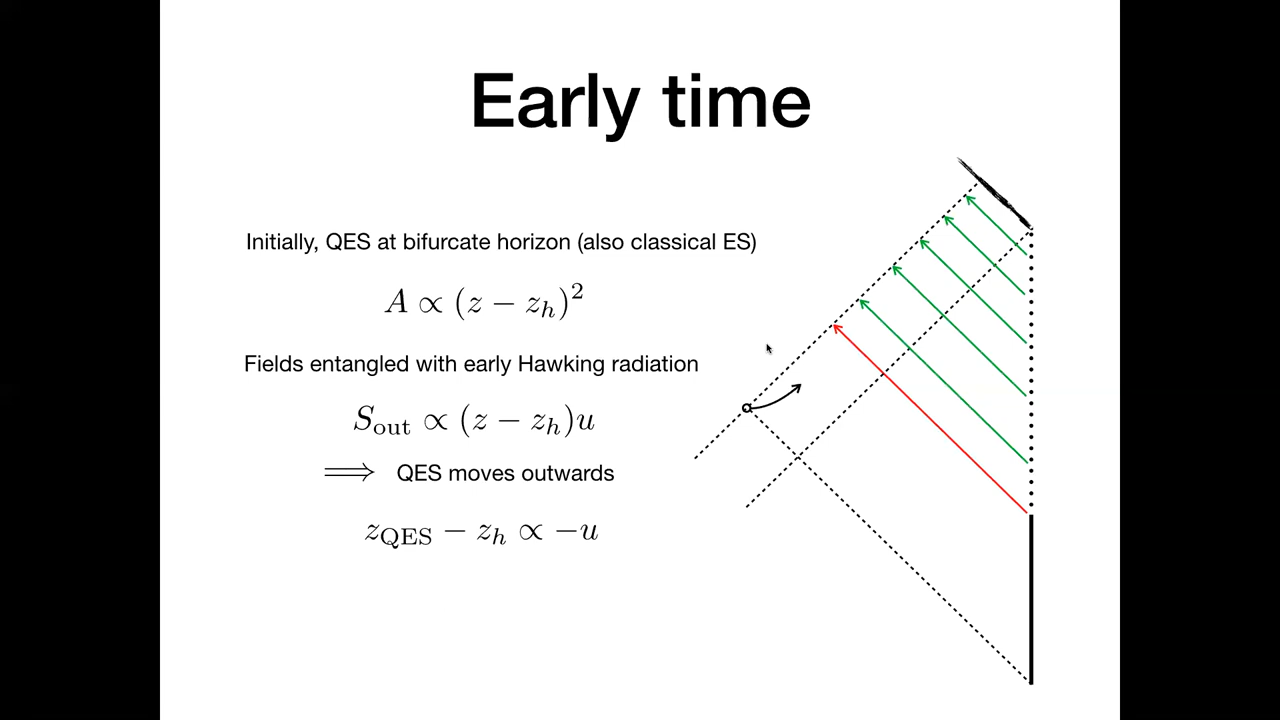 Early time
Initially, QES at bifurcate horizon (also classical ES)
A ∝ (z − z_h)^2
Fields entangled with early Hawking radiation
S_out ∝ (z − z_h)u
⟹ QES moves outwards
z_QES − z_h ∝ −u